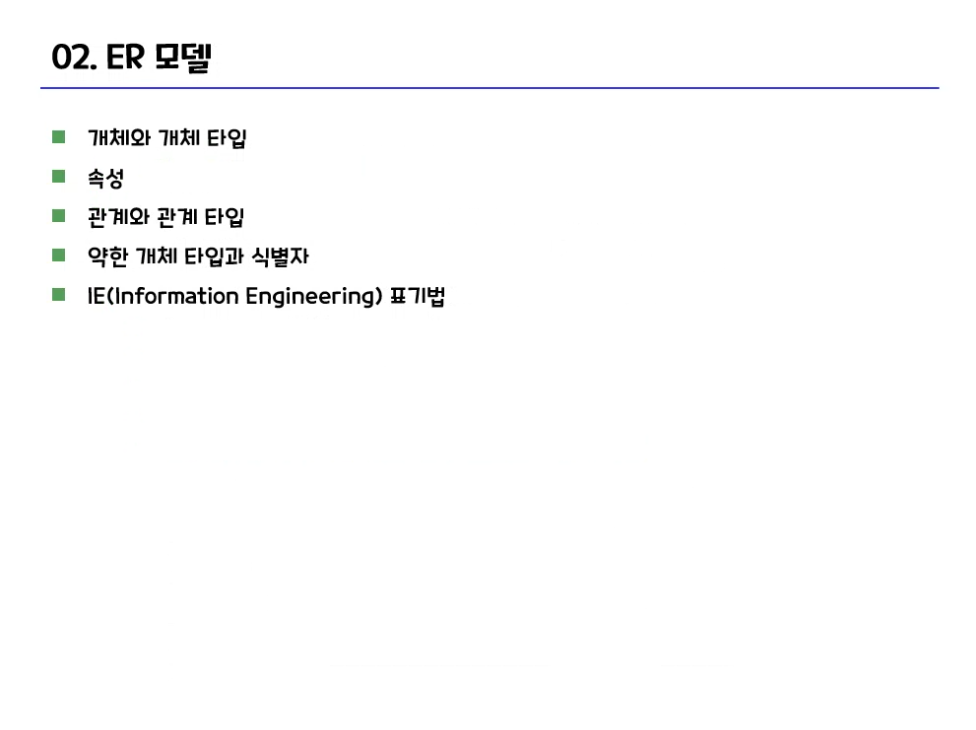 02. ER 모델
개체와 개체 타입
속성
관계와 관계 타입
약한 개체 타입과 식별자
IE(Information Engineering) 표기법